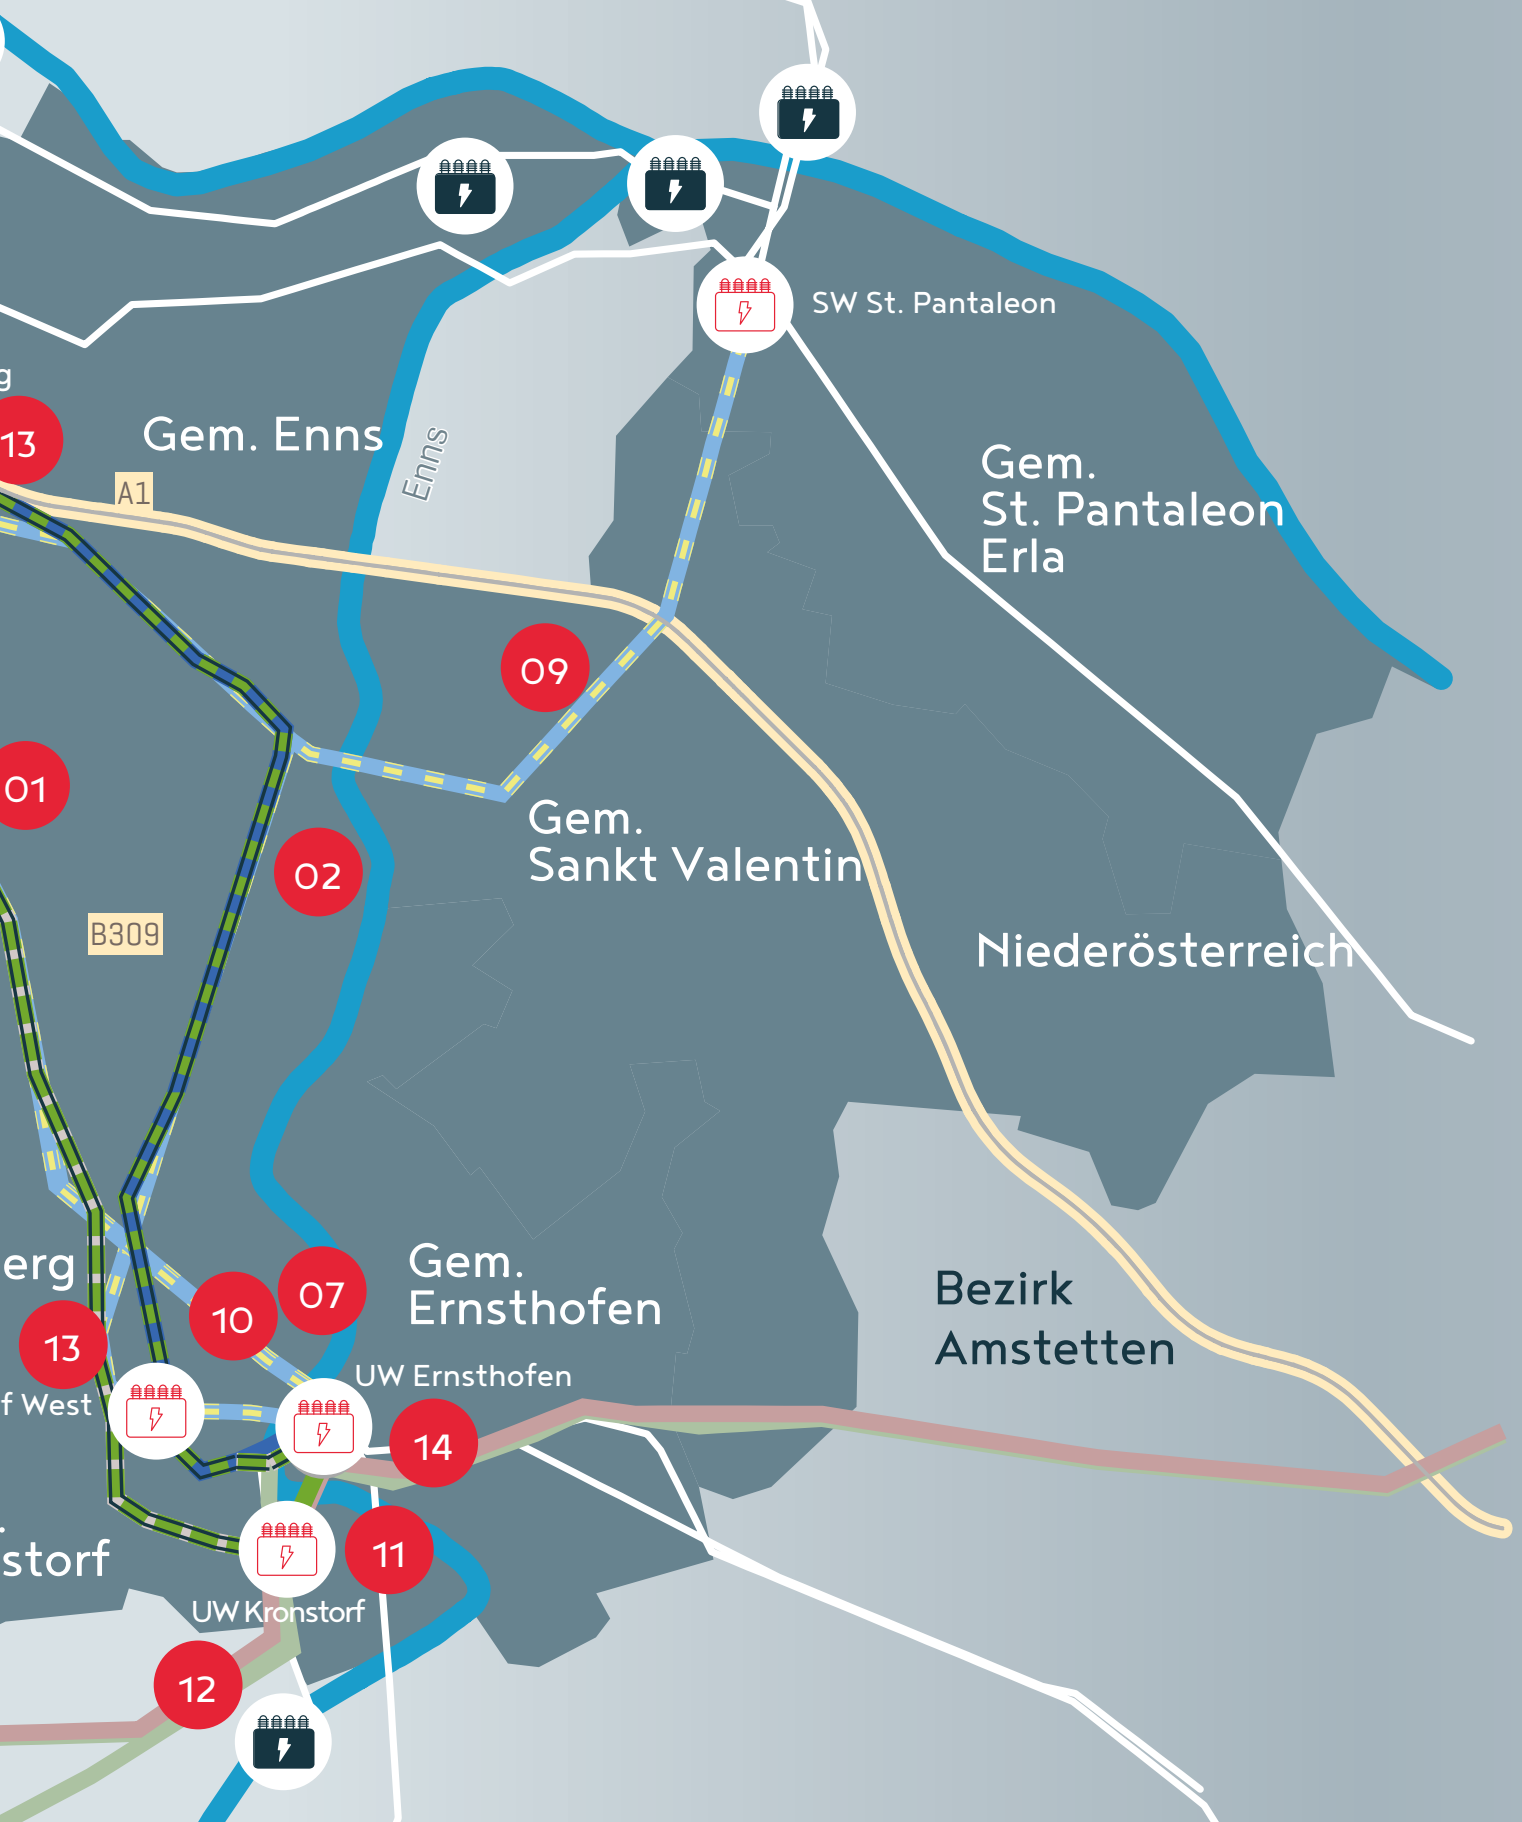 SW St. Pantaleon
g
13
Gem. Enns
Enns
A1
Gem.
St. Pantaleon
Erla
09
01
02
Gem.
Sankt Valentin
B309
Niederösterreich
erg
10
07
Gem.
Ernsthofen
Bezirk
Amstetten
13
UW Ernsthofen
f West
14
11
storf
UW Kronstorf
12